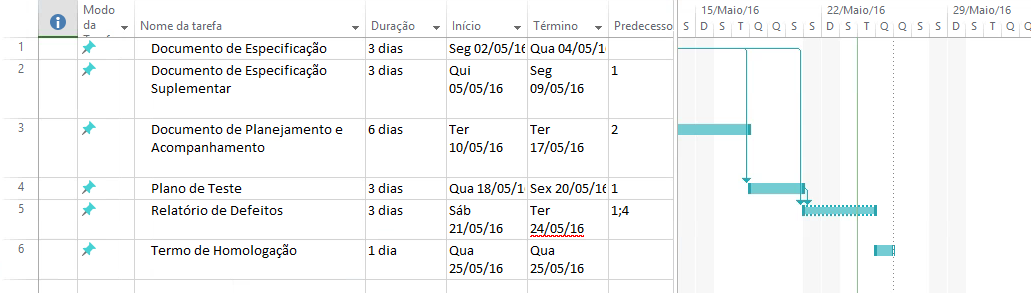 Modo da Tarefa Nome da tarefa Duração Início Término Predecesso
15/Maio/16 22/Maio/16 29/Maio/16
S D S T Q Q S S D S T Q Q S S D S T Q
1 Documento de Especificação 3 dias Seg 02/05/16 Qua 04/05/16
2 Documento de Especificação Suplementar 3 dias Qui 05/05/16 Seg 09/05/16 1
3 Documento de Planejamento e Acompanhamento 6 dias Ter 10/05/16 Ter 17/05/16 2
4 Plano de Teste 3 dias Qua 18/05/16 Sex 20/05/16 1
5 Relatório de Defeitos 3 dias Sáb 21/05/16 Ter 24/05/16 1;4
6 Termo de Homologação 1 dia Qua 25/05/16 Qua 25/05/16